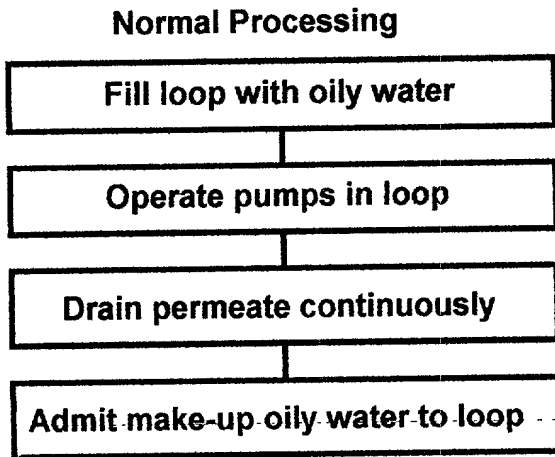 Normal Processing
Fill loop with oily water
Operate pumps in loop
Drain permeate continuously
Admit make-up oily water to loop